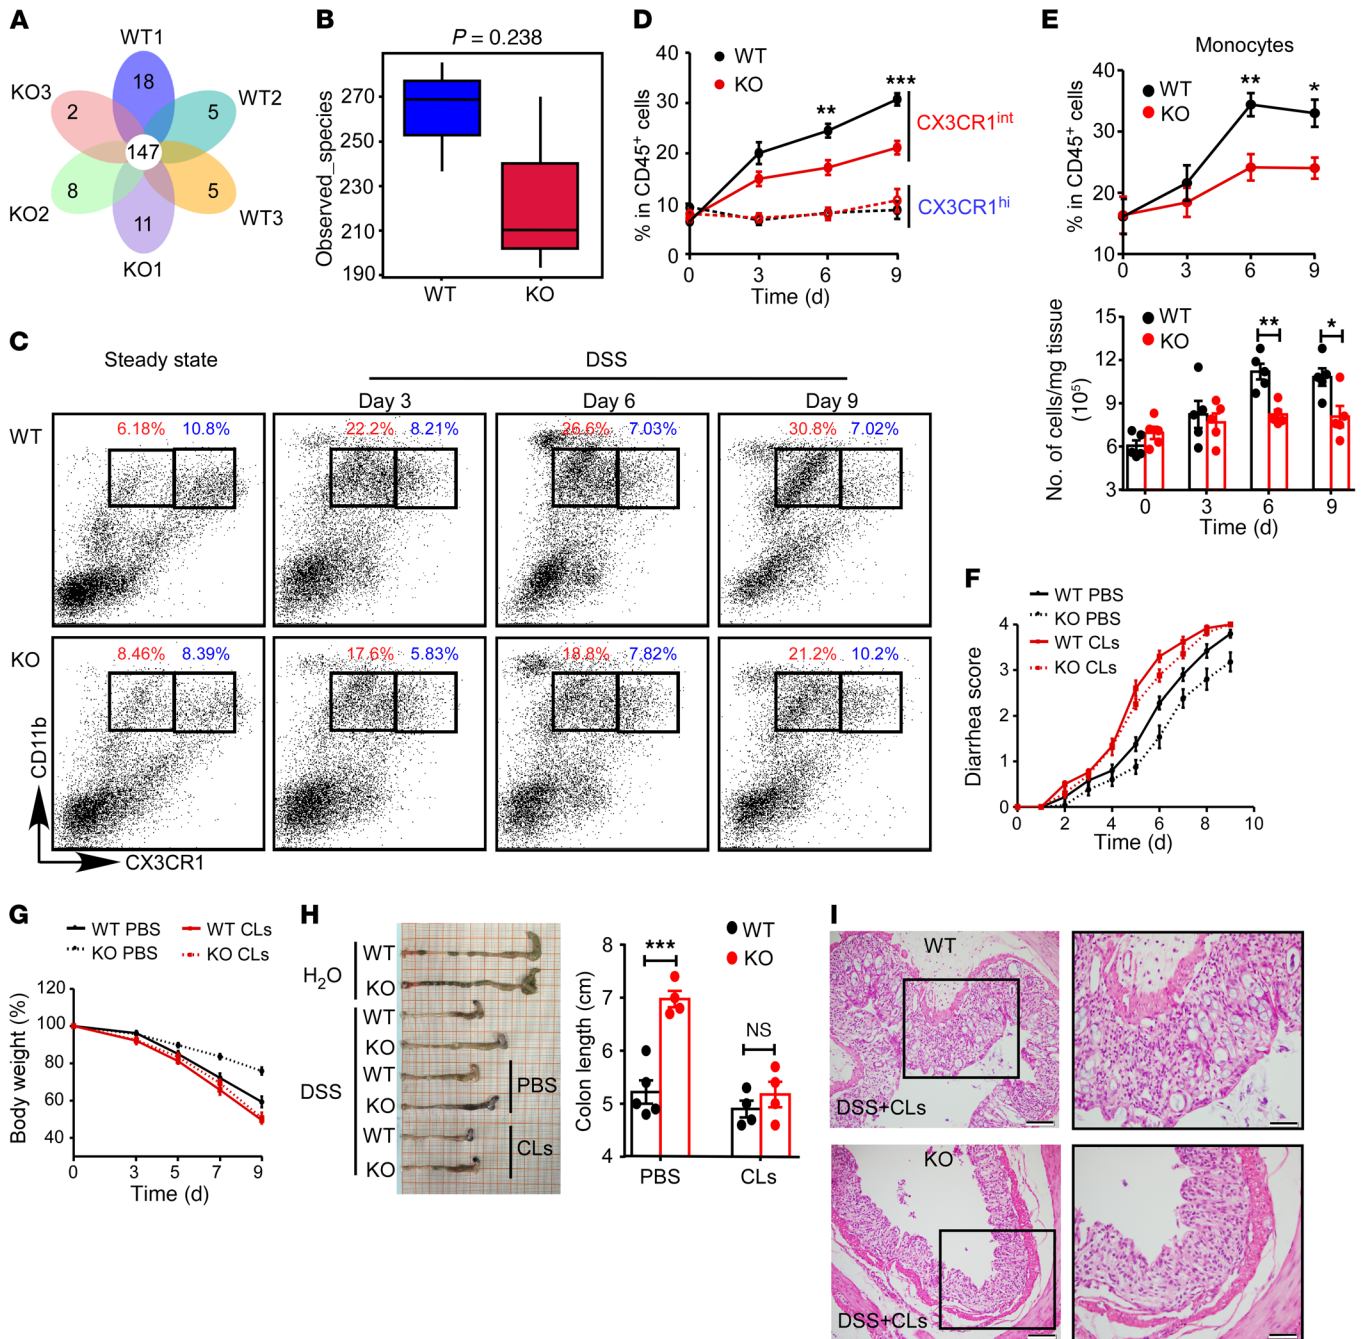 A
WT1
KO3
18
WT2
2
5
147
8
5
KO2
11
WT3
KO1
B
P = 0.238
Observed_species
270
250
230
210
190
WT
KO
D
WT
KO
% in CD45+ cells
40
30
20
10
0
**
***
CX3CR1int
CX3CR1hi
0
3
6
9
Time (d)
E
Monocytes
WT
KO
% in CD45+ cells
40
30
20
10
**
*
0
3
6
9
WT
KO
No. of cells/mg tissue
(10⁵)
15
12
9
6
3
**
*
0
3
6
9
Time (d)
C
Steady state
DSS
Day 3
Day 6
Day 9
WT
6.18%
10.8%
22.2%
8.21%
26.6%
7.03%
30.8%
7.02%
KO
8.46%
8.39%
17.6%
5.83%
18.8%
7.82%
21.2%
10.2%
CD11b
CX3CR1
F
WT PBS
KO PBS
WT CLs
KO CLs
Diarrhea score
4
3
2
1
0
0
2
4
6
8
10
Time (d)
G
WT PBS
WT CLs
KO PBS
KO CLs
Body weight (%)
120
100
80
60
40
0
3
5
7
9
Time (d)
H
H2O
WT
KO
DSS
WT
KO
WT
KO
PBS
WT
KO
CLs
WT
KO
Colon length (cm)
8
7
6
5
4
***
NS
PBS
CLs
I
WT
DSS+CLs
KO
DSS+CLs